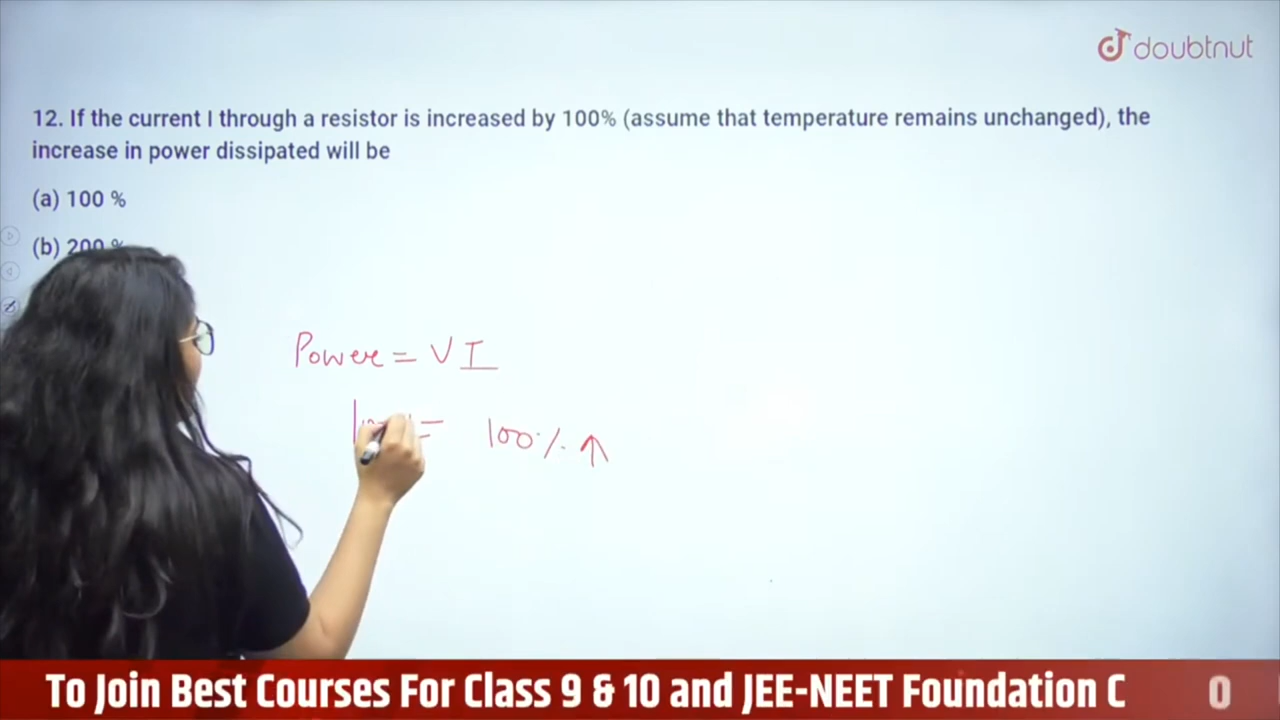 doubtnut
12. If the current I through a resistor is increased by 100% (assume that temperature remains unchanged), the
increase in power dissipated will be
(a) 100 %
(b) 200 %
Power = V I
= 100% ↑
To Join Best Courses For Class 9 & 10 and JEE-NEET Foundation C 0